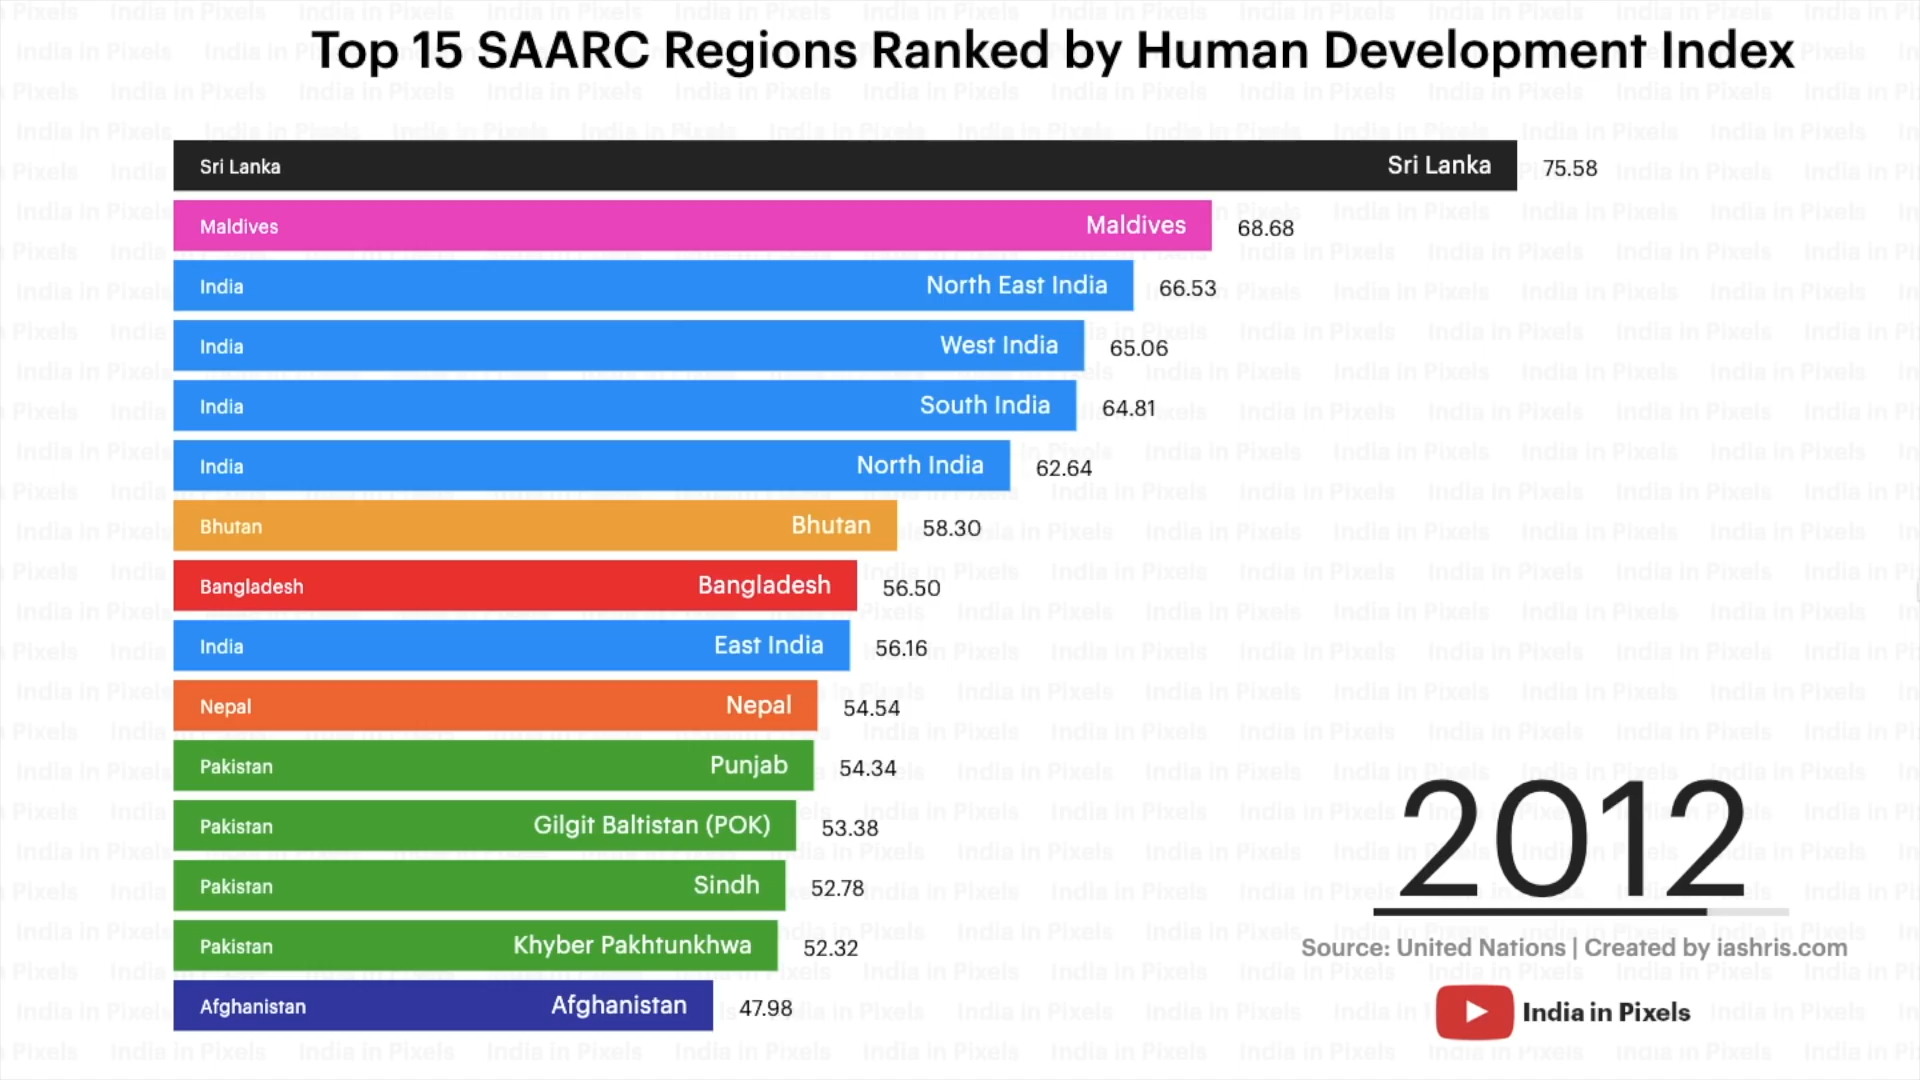 Top 15 SAARC Regions Ranked by Human Development Index
Sri Lanka Sri Lanka 75.58
Maldives Maldives 68.68
India North East India 66.53
India West India 65.06
India South India 64.81
India North India 62.64
Bhutan Bhutan 58.30
Bangladesh Bangladesh 56.50
India East India 56.16
Nepal Nepal 54.54
Pakistan Punjab 54.34
Pakistan Gilgit Baltistan (POK) 53.38
Pakistan Sindh 52.78
Pakistan Khyber Pakhtunkhwa 52.32
Afghanistan Afghanistan 47.98
2012
Source: United Nations | Created by iashris.com
India in Pixels